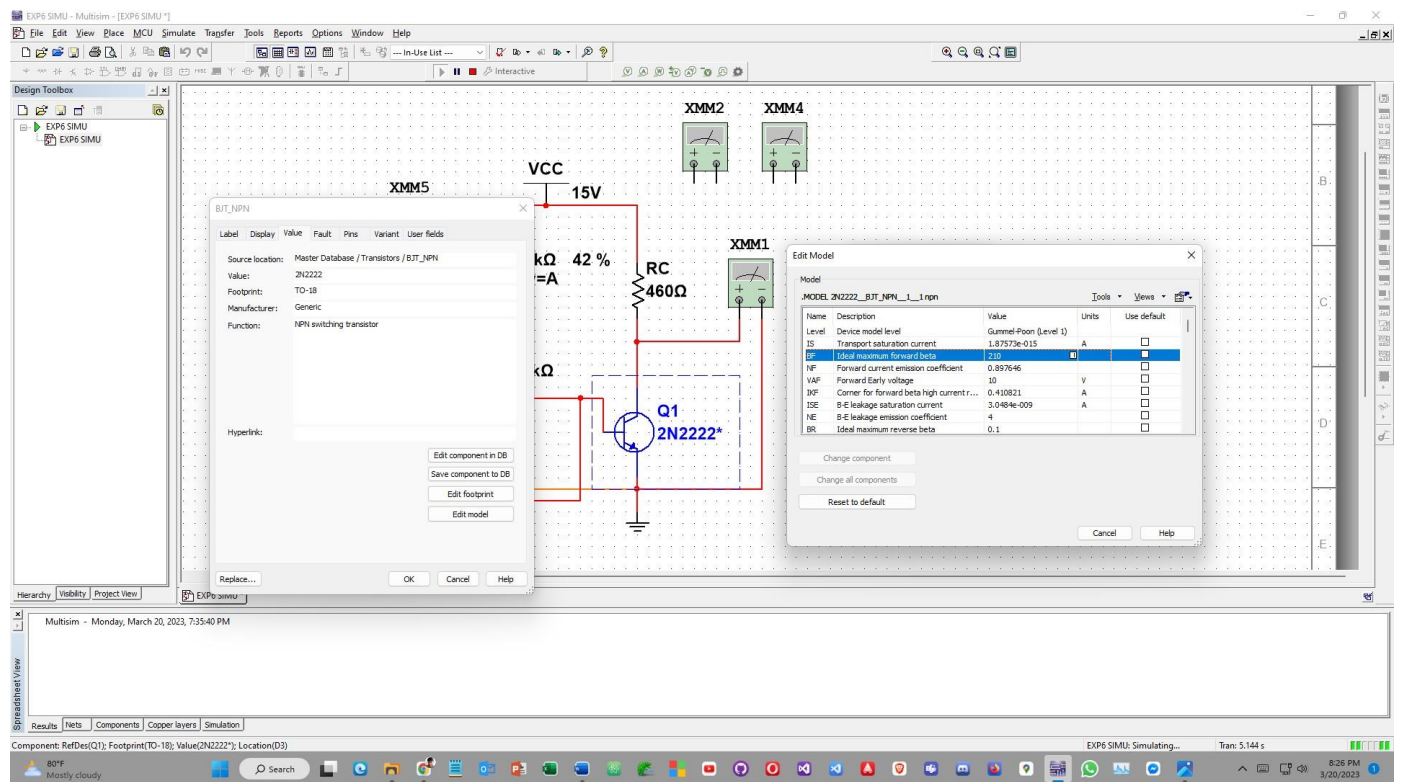 EXP6 SIMU - Multisim - [EXP6 SIMU *]
File Edit View Place MCU Simulate Transfer Tools Reports Options Window Help
--- In-Use List ---
Interactive
Design Toolbox
EXP6 SIMU
EXP6 SIMU
XMM2 XMM4
VCC
15V
XMM5
B
BJT_NPN
Label Display Value Fault Pins Variant User fields
Source location: Master Database / Transistors / BJT_NPN
Value: 2N2222
Footprint: TO-18
Manufacturer: Generic
Function: NPN switching transistor
Hyperlink:
Edit component in DB
Save component to DB
Edit footprint
Edit model
Replace... OK Cancel Help
kΩ 42 %
=A
RC
460Ω
XMM1
kΩ
Q1
2N2222*
Edit Model
Model
.MODEL 2N2222__BJT_NPN__1__1 npn Tools Views
Name Description Value Units Use default
Level Device model level Gummel-Poon (Level 1)
IS Transport saturation current 1.87573e-015 A
BF Ideal maximum forward beta 210
NF Forward current emission coefficient 0.897646
VAF Forward Early voltage 10 V
IKF Corner for forward beta high current r... 0.410821 A
ISE B-E leakage saturation current 3.0484e-009 A
NE B-E leakage emission coefficient 4
BR Ideal maximum reverse beta 0.1
Change component
Change all components
Reset to default
Cancel Help
C
D
E
Hierarchy Visibility Project View
EXP6 SIMU *
Multisim - Monday, March 20, 2023, 7:35:40 PM
Spreadsheet View
Results Nets Components Copper layers Simulation
Component: RefDes(Q1); Footprint(TO-18); Value(2N2222*); Location(D3)
EXP6 SIMU: Simulating... Tran: 5.144 s
80°F
Mostly cloudy
Search
8:26 PM
3/20/2023